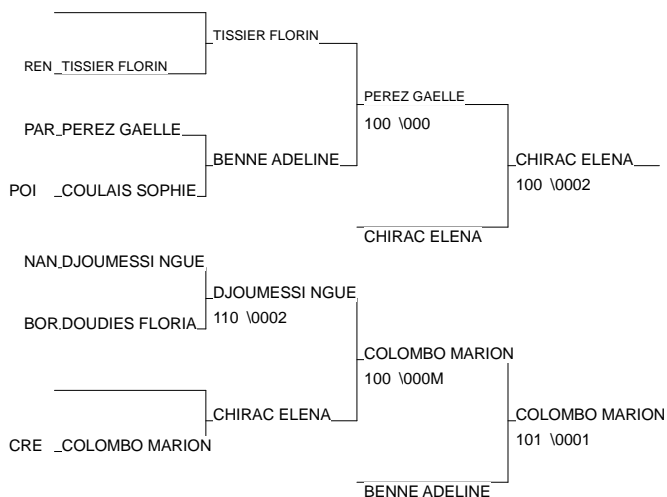 TISSIER FLORIN
REN TISSIER FLORIN
PEREZ GAELLE
100 \000
PAR PEREZ GAELLE
BENNE ADELINE
CHIRAC ELENA
100 \0002
POI COULAIS SOPHIE
CHIRAC ELENA
NAN DJOUMESSI NGUE
DJOUMESSI NGUE
110 \0002
BOR DOUDIES FLORIA
COLOMBO MARION
100 \000M
CHIRAC ELENA
COLOMBO MARION
101 \0001
CRE COLOMBO MARION
BENNE ADELINE